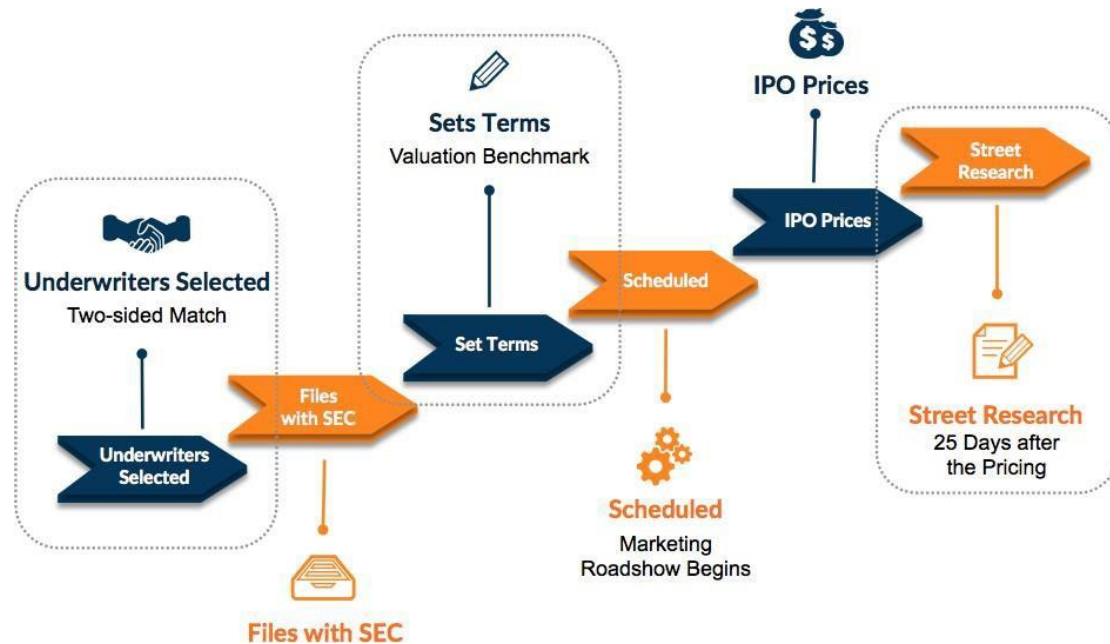 $
$
IPO Prices
Sets Terms
Valuation Benchmark
Street
Research
IPO Prices
Underwriters Selected
Two-sided Match
Scheduled
Set Terms
Files
with SEC
Street Research
25 Days after
the Pricing
Underwriters
Selected
Scheduled
Marketing
Roadshow Begins
Files with SEC